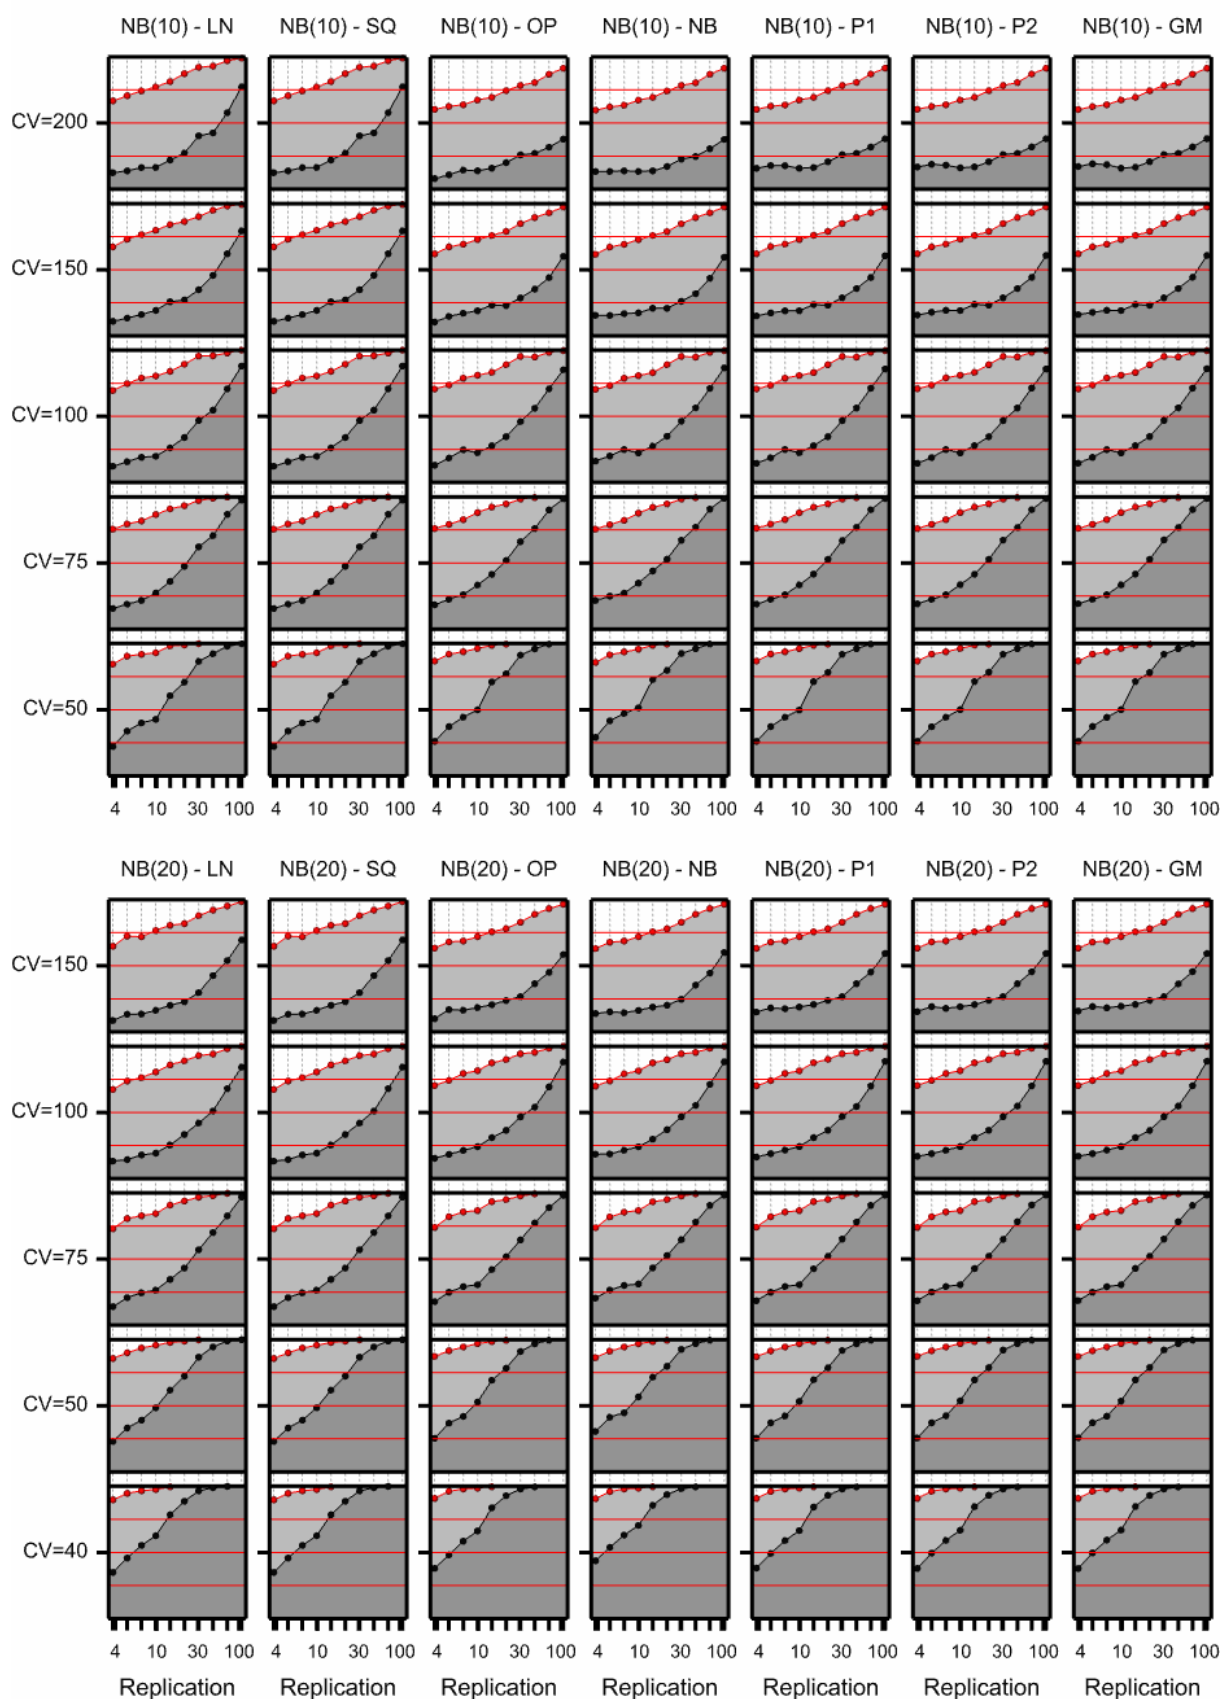 NB(10) - LN NB(10) - SQ NB(10) - OP NB(10) - NB NB(10) - P1 NB(10) - P2 NB(10) - GM
CV=200
CV=150
CV=100
CV=75
CV=50
4 10 30 100 4 10 30 100 4 10 30 100 4 10 30 100 4 10 30 100 4 10 30 100 4 10 30 100
NB(20) - LN NB(20) - SQ NB(20) - OP NB(20) - NB NB(20) - P1 NB(20) - P2 NB(20) - GM
CV=150
CV=100
CV=75
CV=50
CV=40
4 10 30 100 4 10 30 100 4 10 30 100 4 10 30 100 4 10 30 100 4 10 30 100 4 10 30 100
Replication Replication Replication Replication Replication Replication Replication